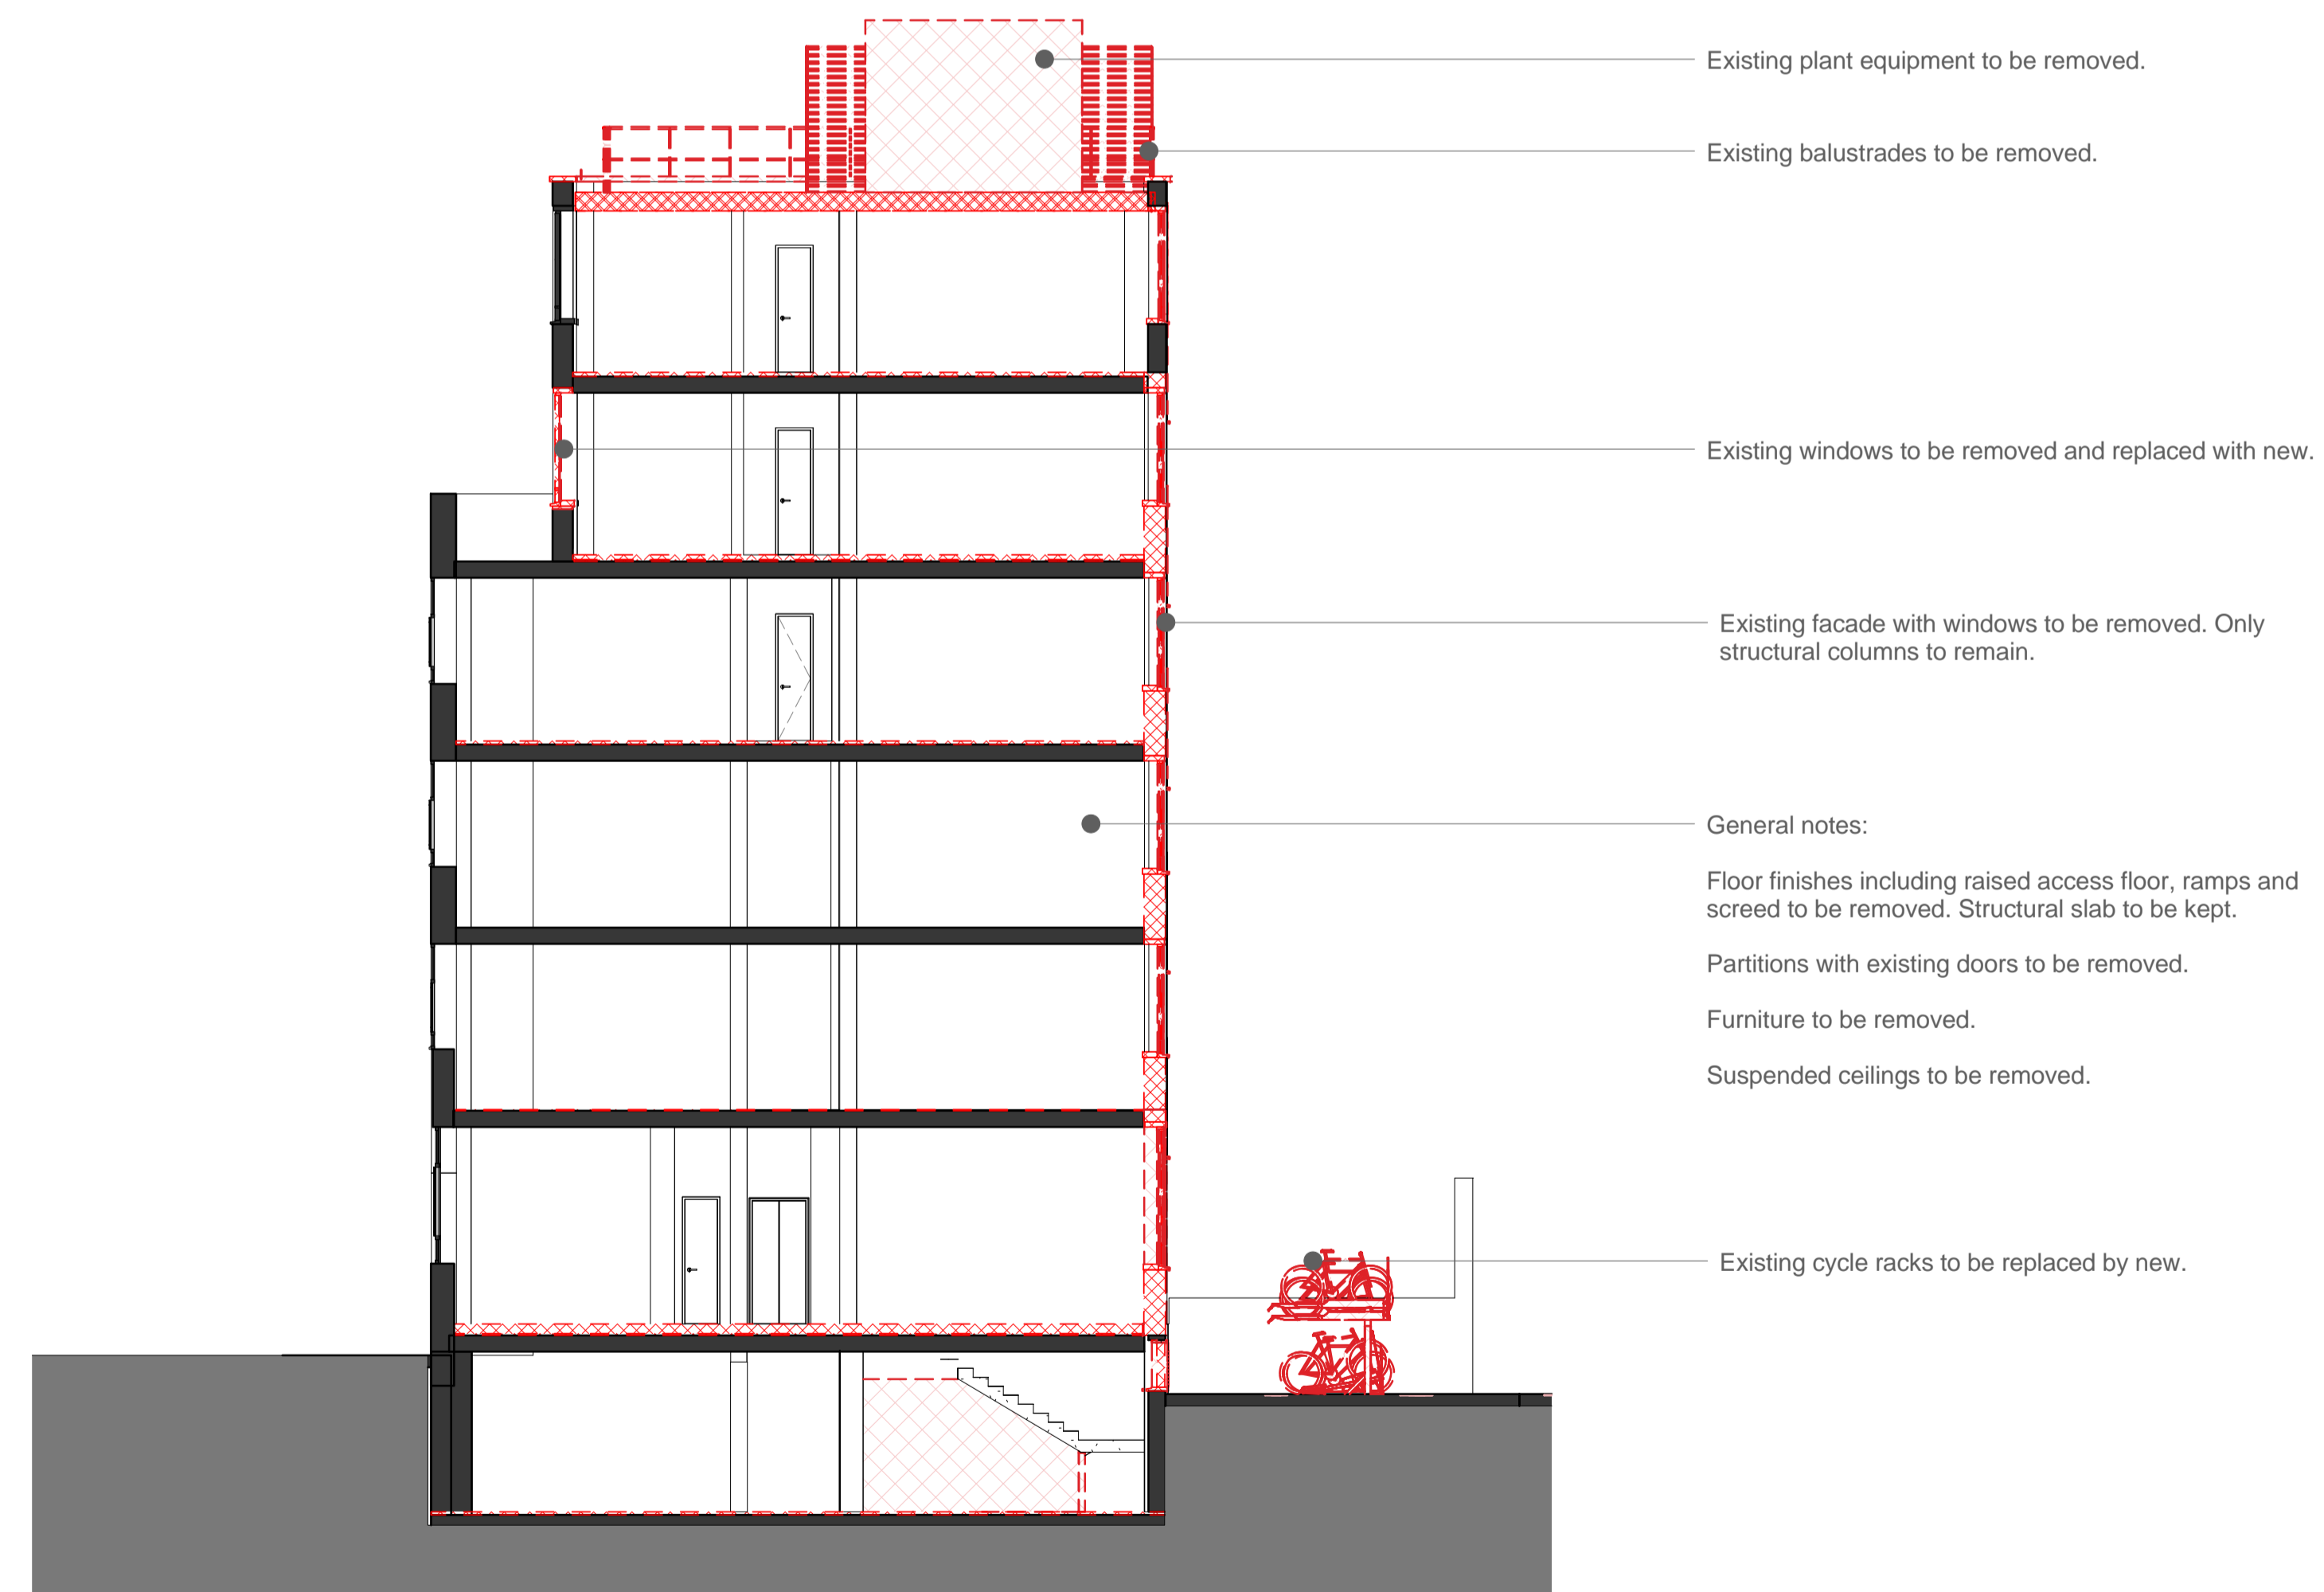 Existing plant equipment to be removed.
Existing balustrades to be removed.
Existing windows to be removed and replaced with new.
Existing facade with windows to be removed. Only
structural columns to remain.
General notes:
Floor finishes including raised access floor, ramps and
screed to be removed. Structural slab to be kept.
Partitions with existing doors to be removed.
Furniture to be removed.
Suspended ceilings to be removed.
Existing cycle racks to be replaced by new.